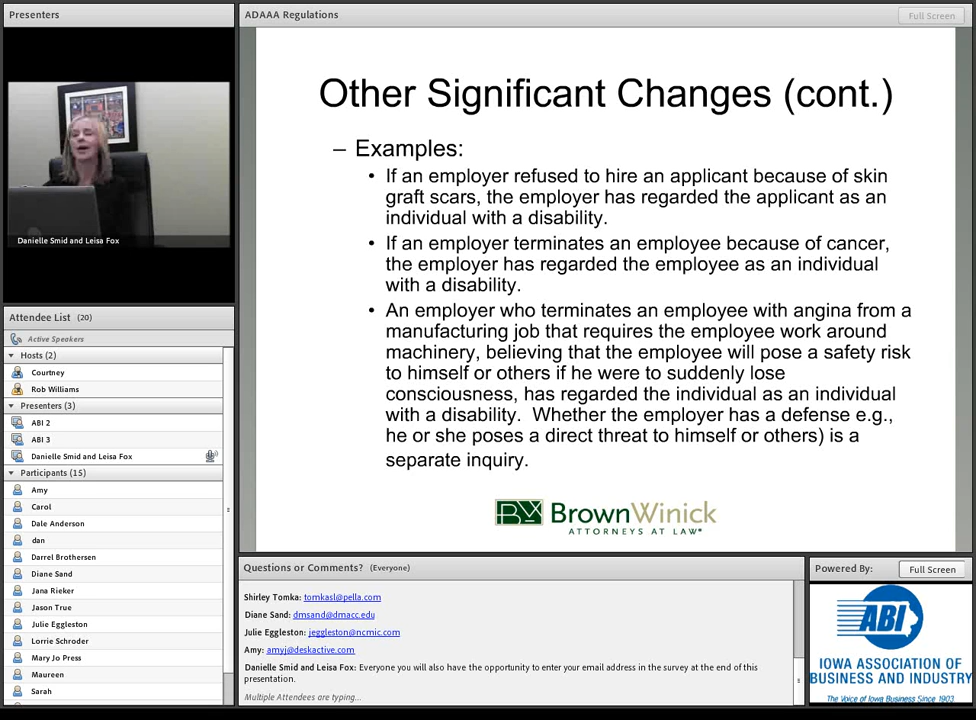 Presenters
Danielle Smid and Leisa Fox
Attendee List (20)
Active Speakers
Hosts (2)
Courtney
Rob Williams
Presenters (3)
ABI 2
ABI 3
Danielle Smid and Leisa Fox
Participants (15)
Amy
Carol
Dale Anderson
dan
Darrel Brothersen
Diane Sand
Jana Rieker
Jason True
Julie Eggleston
Lorrie Schroder
Mary Jo Press
Maureen
Sarah
ADAAA Regulations
Full Screen
Other Significant Changes (cont.)
– Examples:
• If an employer refused to hire an applicant because of skin
graft scars, the employer has regarded the applicant as an
individual with a disability.
• If an employer terminates an employee because of cancer,
the employer has regarded the employee as an individual
with a disability.
• An employer who terminates an employee with angina from a
manufacturing job that requires the employee work around
machinery, believing that the employee will pose a safety risk
to himself or others if he were to suddenly lose
consciousness, has regarded the individual as an individual
with a disability.  Whether the employer has a defense e.g.,
he or she poses a direct threat to himself or others) is a
separate inquiry.
BrownWinick
ATTORNEYS AT LAW®
Questions or Comments? (Everyone)
Shirley Tomka: tomkasl@pella.com
Diane Sand: dmsand@dmacc.edu
Julie Eggleston: jeggleston@ncmic.com
Amy: amyj@deskactive.com
Danielle Smid and Leisa Fox: Everyone you will also have the opportunity to enter your email address in the survey at the end of this
presentation.
Multiple Attendees are typing...
Powered By:
Full Screen
ABI
IOWA ASSOCIATION OF
BUSINESS AND INDUSTRY
The Voice of Iowa Business Since 1903